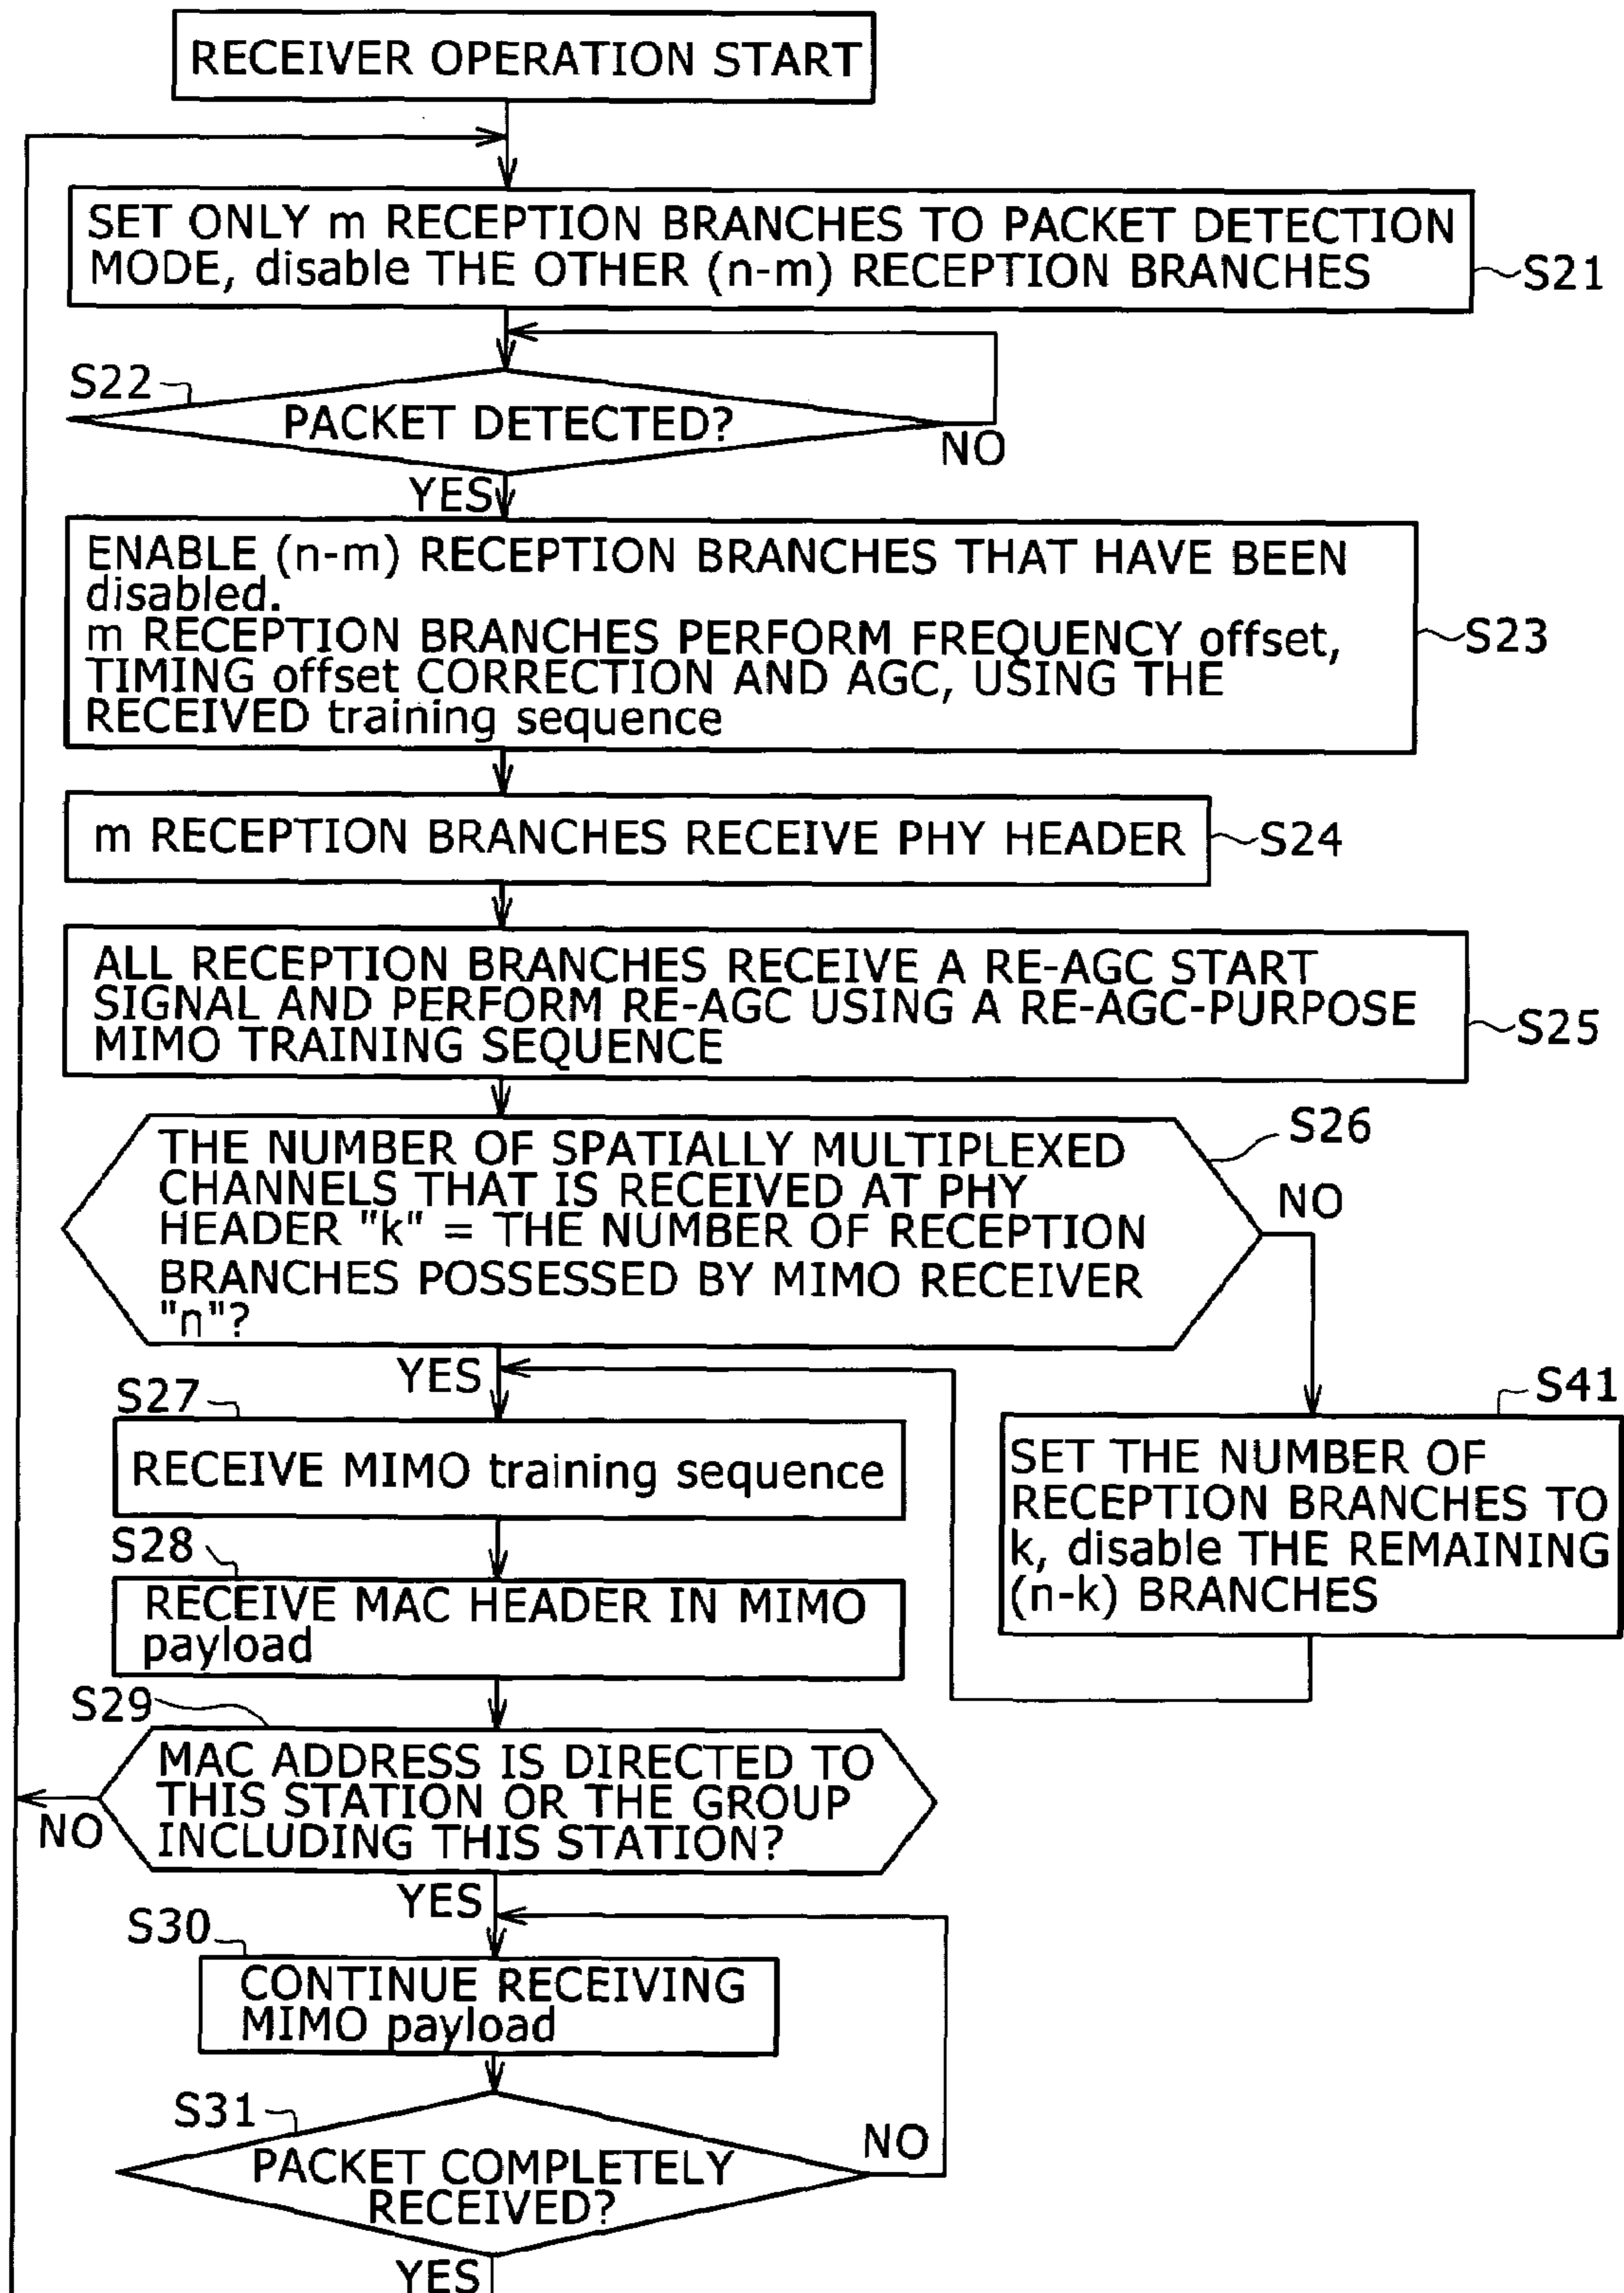 RECEIVER OPERATION START
SET ONLY m RECEPTION BRANCHES TO PACKET DETECTION
MODE, disable THE OTHER (n-m) RECEPTION BRANCHES
S21
S22
PACKET DETECTED?
NO
YES
ENABLE (n-m) RECEPTION BRANCHES THAT HAVE BEEN
disabled.
m RECEPTION BRANCHES PERFORM FREQUENCY offset,
TIMING offset CORRECTION AND AGC, USING THE
RECEIVED training sequence
S23
m RECEPTION BRANCHES RECEIVE PHY HEADER
S24
ALL RECEPTION BRANCHES RECEIVE A RE-AGC START
SIGNAL AND PERFORM RE-AGC USING A RE-AGC-PURPOSE
MIMO TRAINING SEQUENCE
S25
S26
THE NUMBER OF SPATIALLY MULTIPLEXED
CHANNELS THAT IS RECEIVED AT PHY
HEADER "k" = THE NUMBER OF RECEPTION
BRANCHES POSSESSED BY MIMO RECEIVER
"n"?
NO
YES
S41
SET THE NUMBER OF
RECEPTION BRANCHES TO
k, disable THE REMAINING
(n-k) BRANCHES
S27
RECEIVE MIMO training sequence
S28
RECEIVE MAC HEADER IN MIMO
payload
S29
MAC ADDRESS IS DIRECTED TO
THIS STATION OR THE GROUP
INCLUDING THIS STATION?
NO
YES
S30
CONTINUE RECEIVING
MIMO payload
S31
PACKET COMPLETELY
RECEIVED?
NO
YES